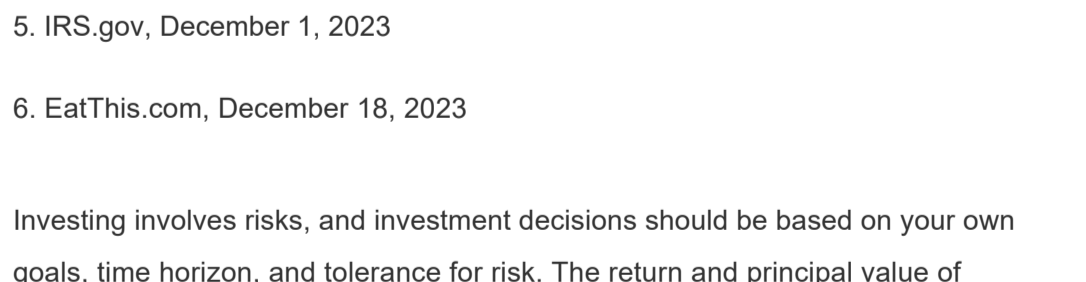 5. IRS.gov, December 1, 2023
6. EatThis.com, December 18, 2023
Investing involves risks, and investment decisions should be based on your own
goals, time horizon, and tolerance for risk. The return and principal value of